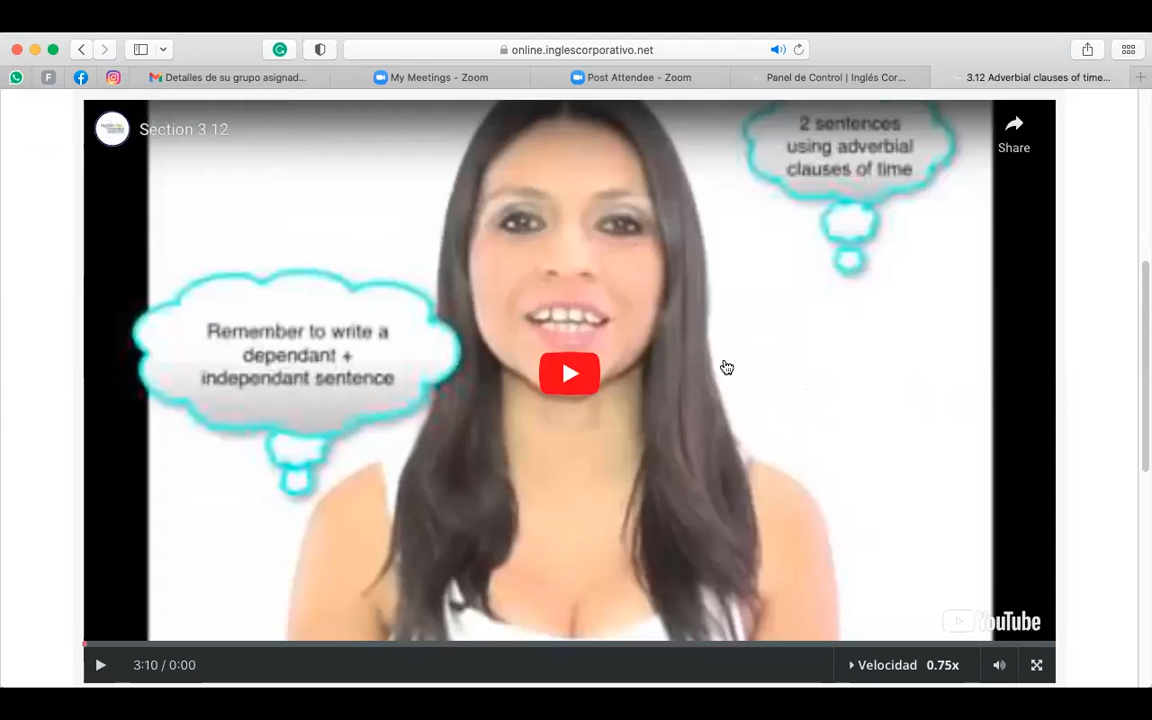 online.inglescorporativo.net
Detalles de su grupo asignad...
My Meetings - Zoom
Post Attendee - Zoom
Panel de Control | Inglés Cor...
3.12 Adverbial clauses of time...
Section 3 12
Share
2 sentences
using adverbial
clauses of time
Remember to write a
dependant +
independant sentence
YouTube
3:10 / 0:00
Velocidad 0.75x